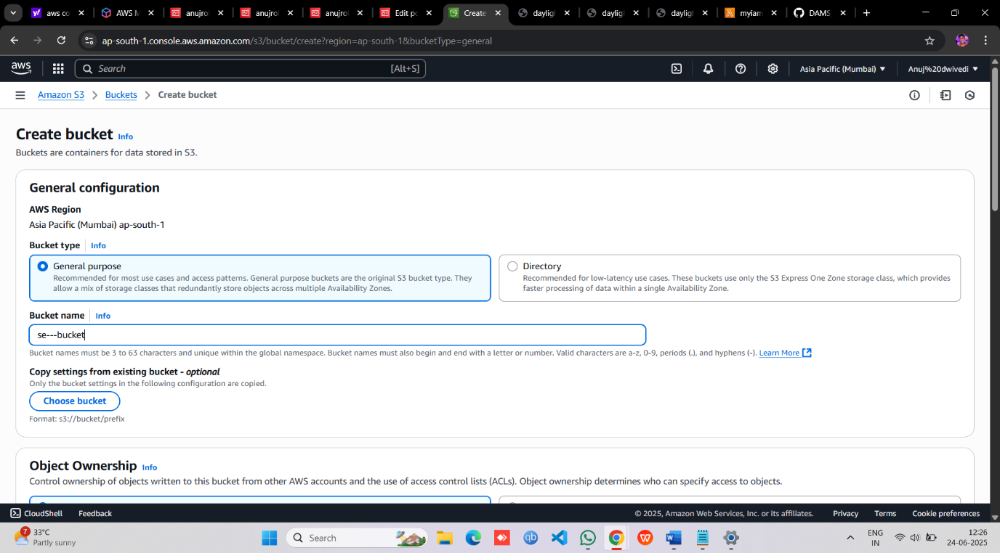 aws co
AWS M
anujrol
anujrol
anujrol
Edit po
Create
dayligh
dayligh
dayligh
myiam
DAMS
ap-south-1.console.aws.amazon.com/s3/bucket/create?region=ap-south-1&bucketType=general
aws
Search
[Alt+S]
Asia Pacific (Mumbai)
Anuj%20dwivedi
Amazon S3 > Buckets > Create bucket
Create bucket Info
Buckets are containers for data stored in S3.
General configuration
AWS Region
Asia Pacific (Mumbai) ap-south-1
Bucket type Info
General purpose
Recommended for most use cases and access patterns. General purpose buckets are the original S3 bucket type. They
allow a mix of storage classes that redundantly store objects across multiple Availability Zones.
Directory
Recommended for low-latency use cases. These buckets use only the S3 Express One Zone storage class, which provides
faster processing of data within a single Availability Zone.
Bucket name Info
se---bucket
Bucket names must be 3 to 63 characters and unique within the global namespace. Bucket names must also begin and end with a letter or number. Valid characters are a-z, 0-9, periods (.), and hyphens (-). Learn More
Copy settings from existing bucket - optional
Only the bucket settings in the following configuration are copied.
Choose bucket
Format: s3://bucket/prefix
Object Ownership Info
Control ownership of objects written to this bucket from other AWS accounts and the use of access control lists (ACLs). Object ownership determines who can specify access to objects.
CloudShell
Feedback
© 2025, Amazon Web Services, Inc. or its affiliates.
Privacy
Terms
Cookie preferences
7
33°C
Partly sunny
Search
qb
W
ENG
IN
12:26
24-06-2025